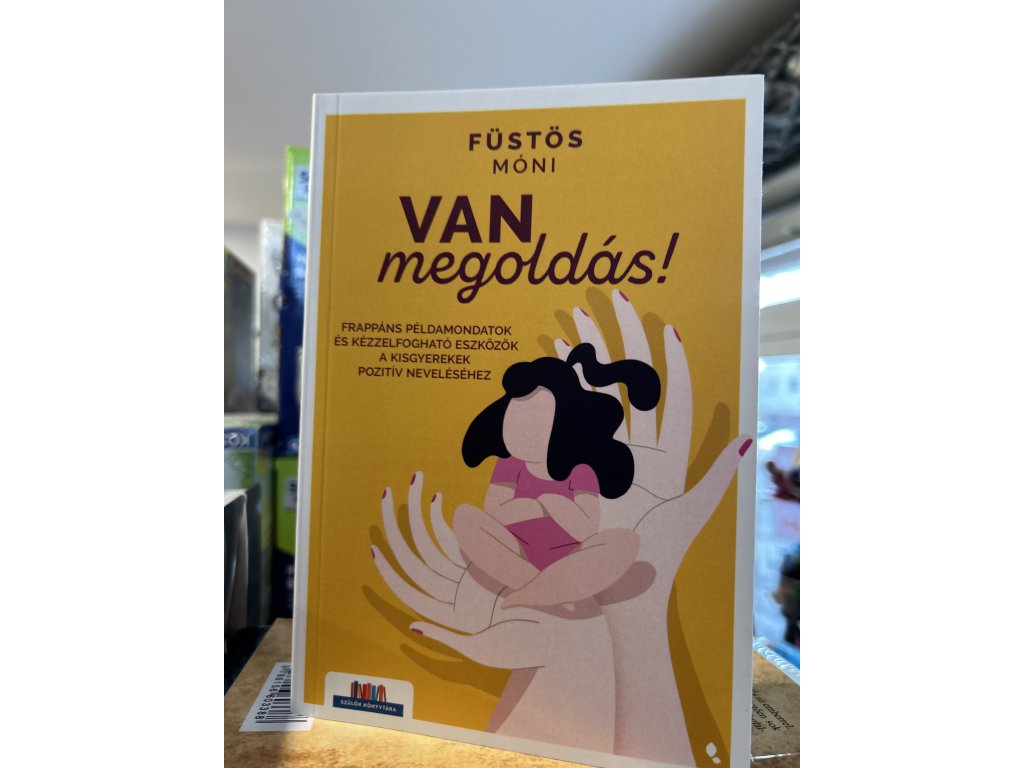 FÜSTÖS
MÓNI
VAN
megoldás!
FRAPPÁNS PÉLDAMONDATOK
ÉS KÉZZELFOGHATÓ ESZKÖZÖK
A KISGYEREKEK
POZITÍV NEVELÉSÉHEZ
SZÜLŐK KÖNYVTÁRA